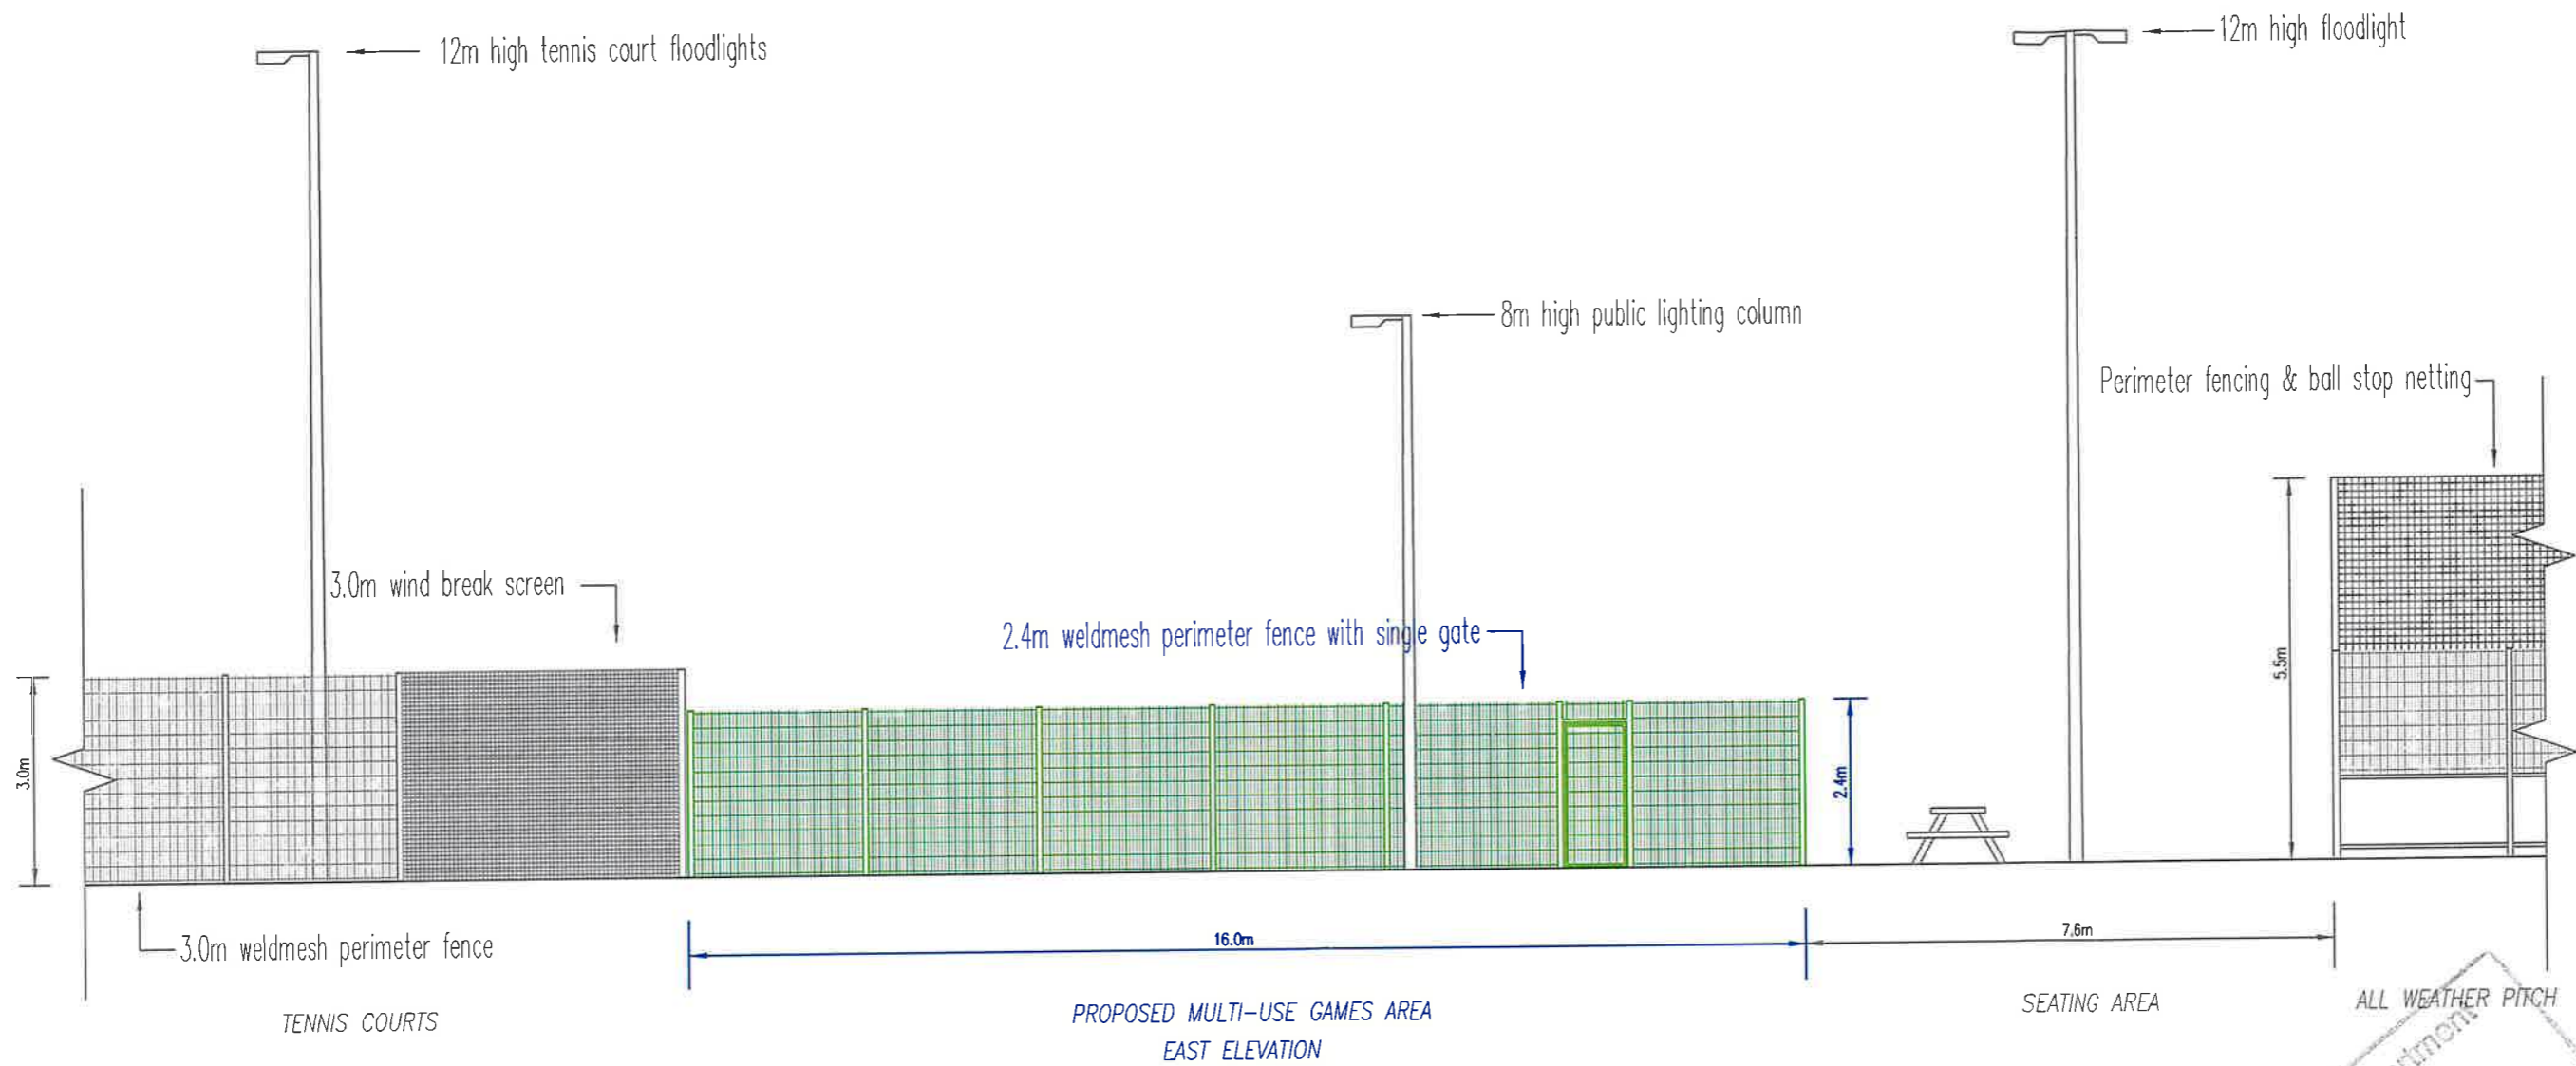 12m high tennis court floodlights
12m high floodlight
8m high public lighting column
Perimeter fencing & ball stop netting
3.0m wind break screen
2.4m weldmesh perimeter fence with single gate
5.5m
3.0m
2.4m
3.0m weldmesh perimeter fence
16.0m
7.6m
TENNIS COURTS
PROPOSED MULTI-USE GAMES AREA
EAST ELEVATION
SEATING AREA
ALL WEATHER PITCH